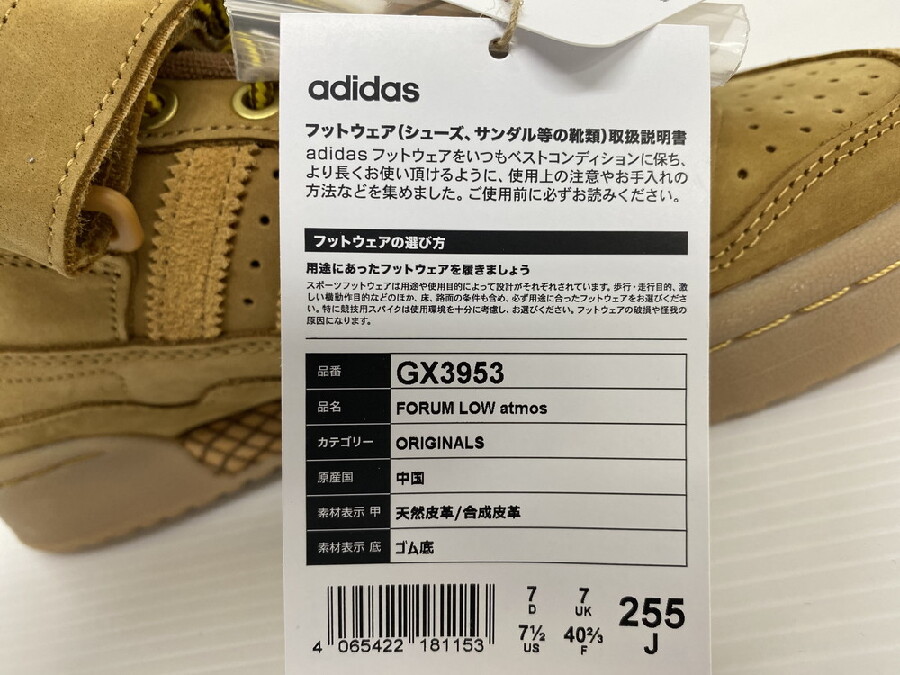 adidas
フットウェア(シューズ、サンダル等の靴類)取扱説明書
adidas フットウェアをいつもベストコンディションに保ち、
より長くお使い頂けるように、使用上の注意やお手入れの
方法などを集めました。ご使用前に必ずお読みください。
フットウェアの選び方
用途にあったフットウェアを履きましょう
スポーツフットウェアは用途や使用目的によって設計がそれぞれされています。歩行・走行目的、激
しい機動作目的などのほか、床、路面の条件も含め、必ず用途に合ったフットウェアをお選びくださ
い。特に競技用スパイクは使用環境を十分に考慮し、お選びください。フットウェアの破損や怪我の
原因になります。
品番 GX3953
品名 FORUM LOW atmos
カテゴリー ORIGINALS
原産国 中国
素材表示 甲 天然皮革/合成皮革
素材表示 底 ゴム底
7 D 7 UK 255
7½ US 40⅔ F J
4 065422 181153